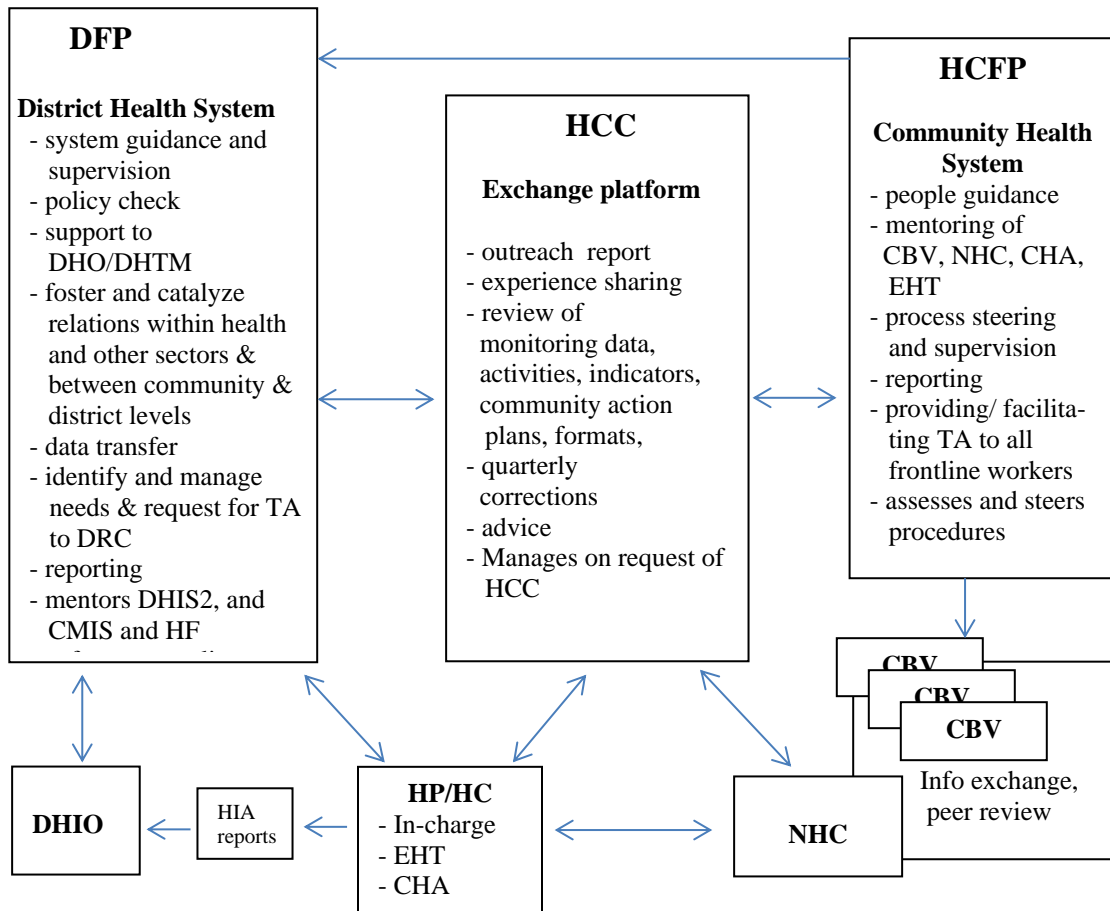 DFP
District Health System
- system guidance and
supervision
- policy check
- support to
DHO/DHTM
- foster and catalyze
relations within health
and other sectors &
between community &
district levels
- data transfer
- identify and manage
needs & request for TA
to DRC
- reporting
- mentors DHIS2, and
CMIS and HF
HCC
Exchange platform
- outreach report
- experience sharing
- review of
monitoring data,
activities, indicators,
community action
plans, formats,
- quarterly
corrections
- advice
- Manages on request of
HCC
HCFP
Community Health
System
- people guidance
- mentoring of
CBV, NHC, CHA,
EHT
- process steering
and supervision
- reporting
- providing/ facilita-
ting TA to all
frontline workers
- assesses and steers
procedures
CBV
CBV
CBV
Info exchange,
peer review
DHIO
HIA
reports
HP/HC
- In-charge
- EHT
- CHA
NHC